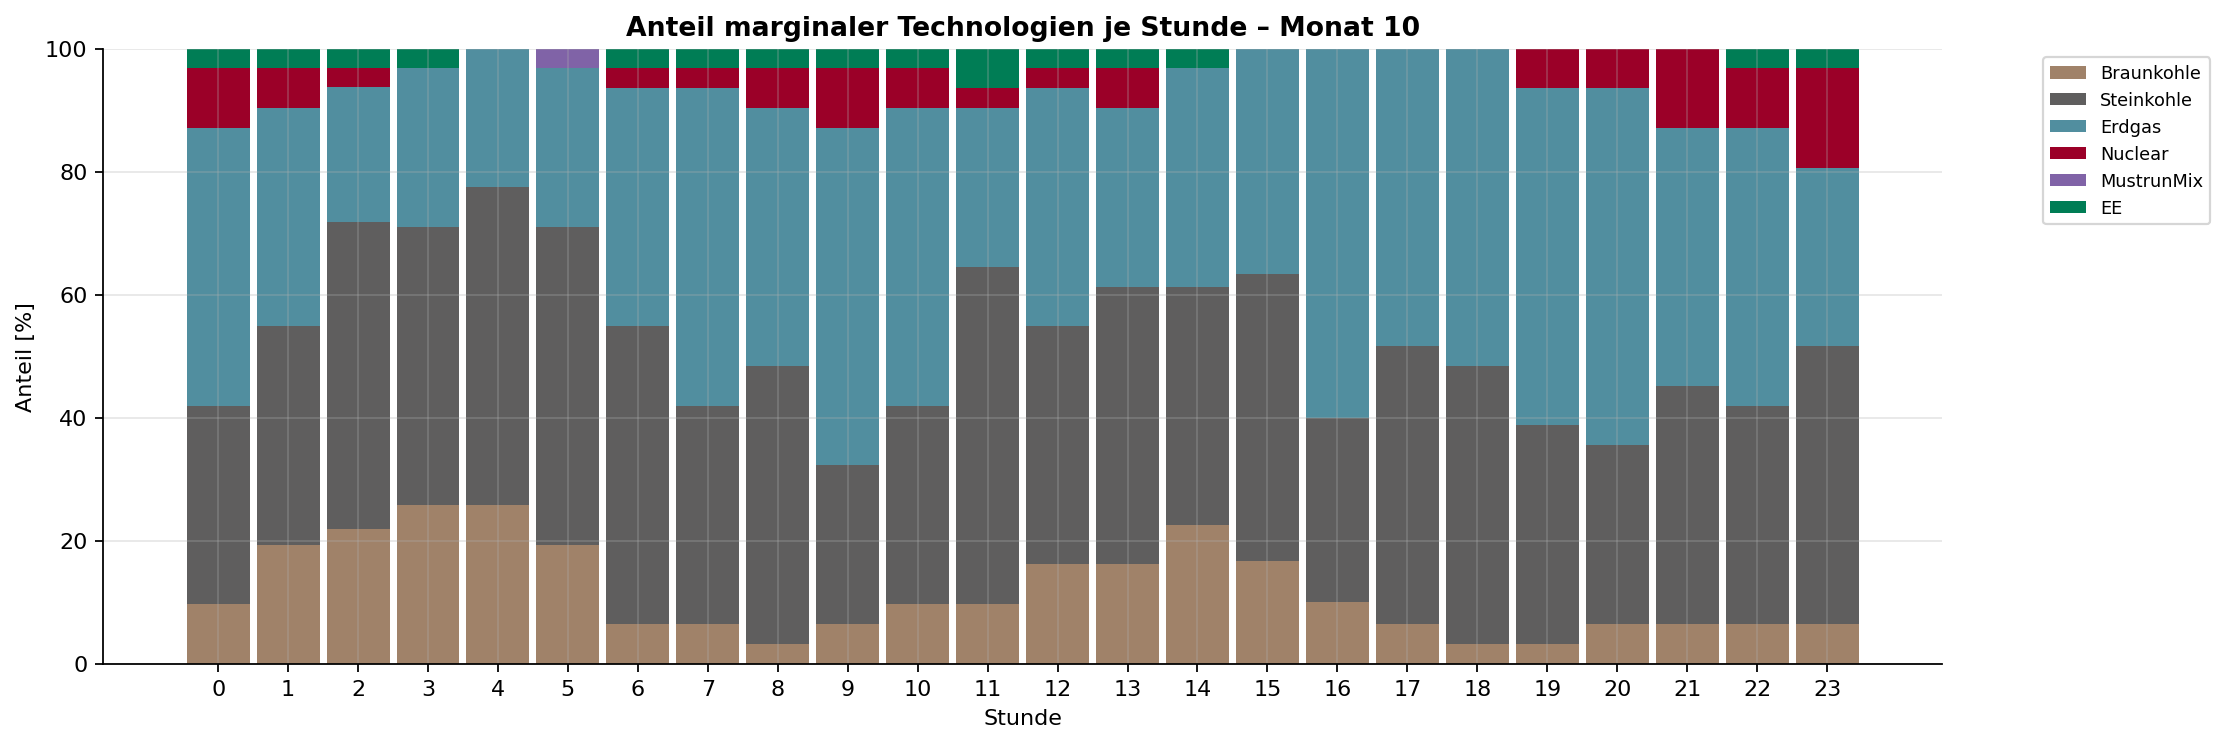 Anteil marginaler Technologien je Stunde – Monat 10
Anteil [%]
100
80
60
40
20
0
0 1 2 3 4 5 6 7 8 9 10 11 12 13 14 15 16 17 18 19 20 21 22 23
Stunde
Braunkohle
Steinkohle
Erdgas
Nuclear
MustrunMix
EE